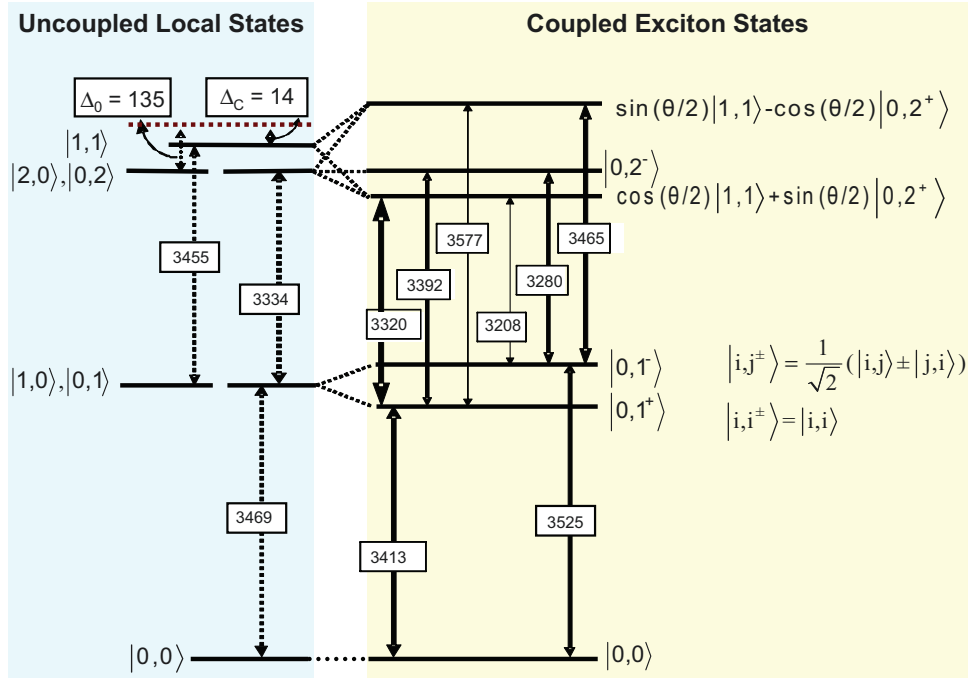 Uncoupled Local States
Coupled Exciton States
Δ₀ = 135
Δ_C = 14
sin(θ/2)|1,1⟩-cos(θ/2)|0,2⁺⟩
|1,1⟩
|0,2⁻⟩
|2,0⟩,|0,2⟩
cos(θ/2)|1,1⟩+sin(θ/2)|0,2⁺⟩
3455
3334
3320
3392
3577
3208
3280
3465
|1,0⟩,|0,1⟩
|0,1⁻⟩
|0,1⁺⟩
|i,j^±⟩ = 1/√2 (|i,j⟩±|j,i⟩)
|i,i^±⟩=|i,i⟩
3469
3413
3525
|0,0⟩
|0,0⟩